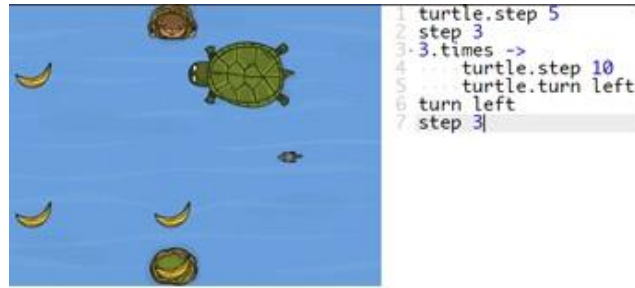 1 turtle.step 5
2 step 3
3 3.times ->
4 turtle.step 10
5 turtle.turn left
6 turn left
7 step 3